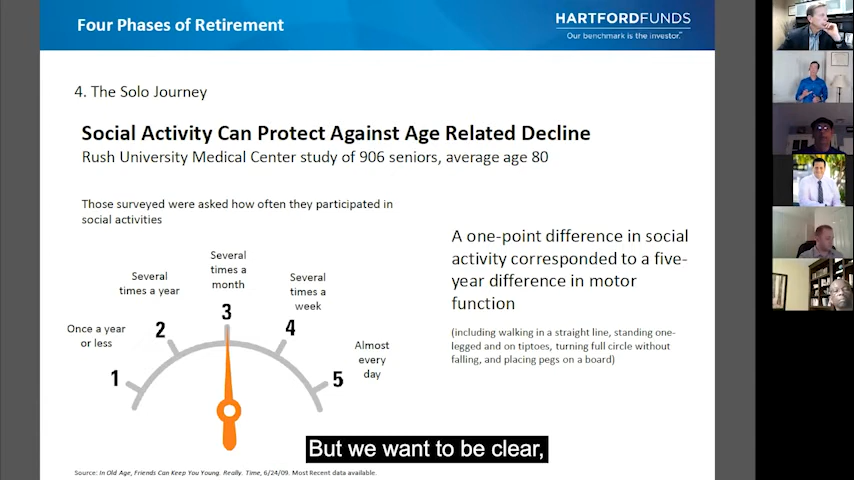 Four Phases of Retirement
HARTFORDFUNDS
Our benchmark is the investor.™
4. The Solo Journey
Social Activity Can Protect Against Age Related Decline
Rush University Medical Center study of 906 seniors, average age 80
Those surveyed were asked how often they participated in
social activities
Several
times a
month
Several
times a year
Several
times a
week
Once a year
or less
Almost
every
day
1
2
3
4
5
A one-point difference in social
activity corresponded to a five-
year difference in motor
function
(including walking in a straight line, standing one-
legged and on tiptoes, turning full circle without
falling, and placing pegs on a board)
But we want to be clear,
Source: In Old Age, Friends Can Keep You Young. Really. Time, 6/24/09. Most Recent data available.